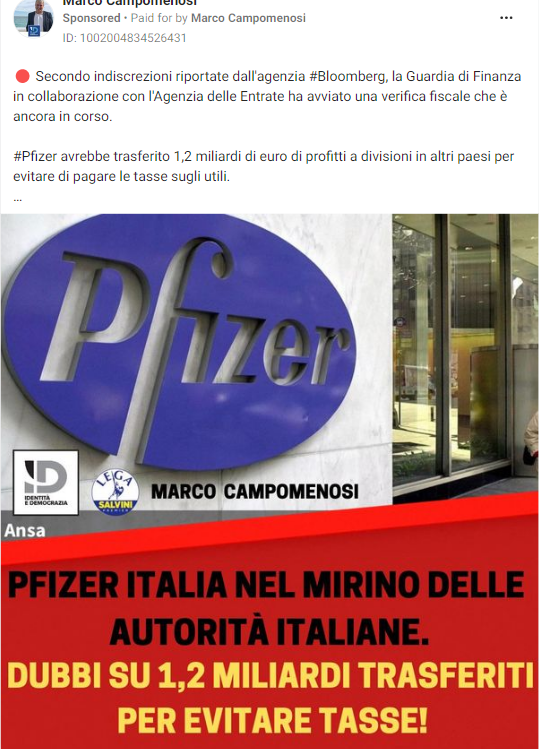 Marco Campomenosi
Sponsored • Paid for by Marco Campomenosi
ID: 1002004834526431
🔴 Secondo indiscrezioni riportate dall'agenzia #Bloomberg, la Guardia di Finanza
in collaborazione con l'Agenzia delle Entrate ha avviato una verifica fiscale che è
ancora in corso.
#Pfizer avrebbe trasferito 1,2 miliardi di euro di profitti a divisioni in altri paesi per
evitare di pagare le tasse sugli utili.
...
Pfizer
ID
IDENTITÀ
E DEMOCRAZIA
LEGA
SALVINI
PREMIER
MARCO CAMPOMENOSI
Ansa
PFIZER ITALIA NEL MIRINO DELLE
AUTORITÀ ITALIANE.
DUBBI SU 1,2 MILIARDI TRASFERITI
PER EVITARE TASSE!